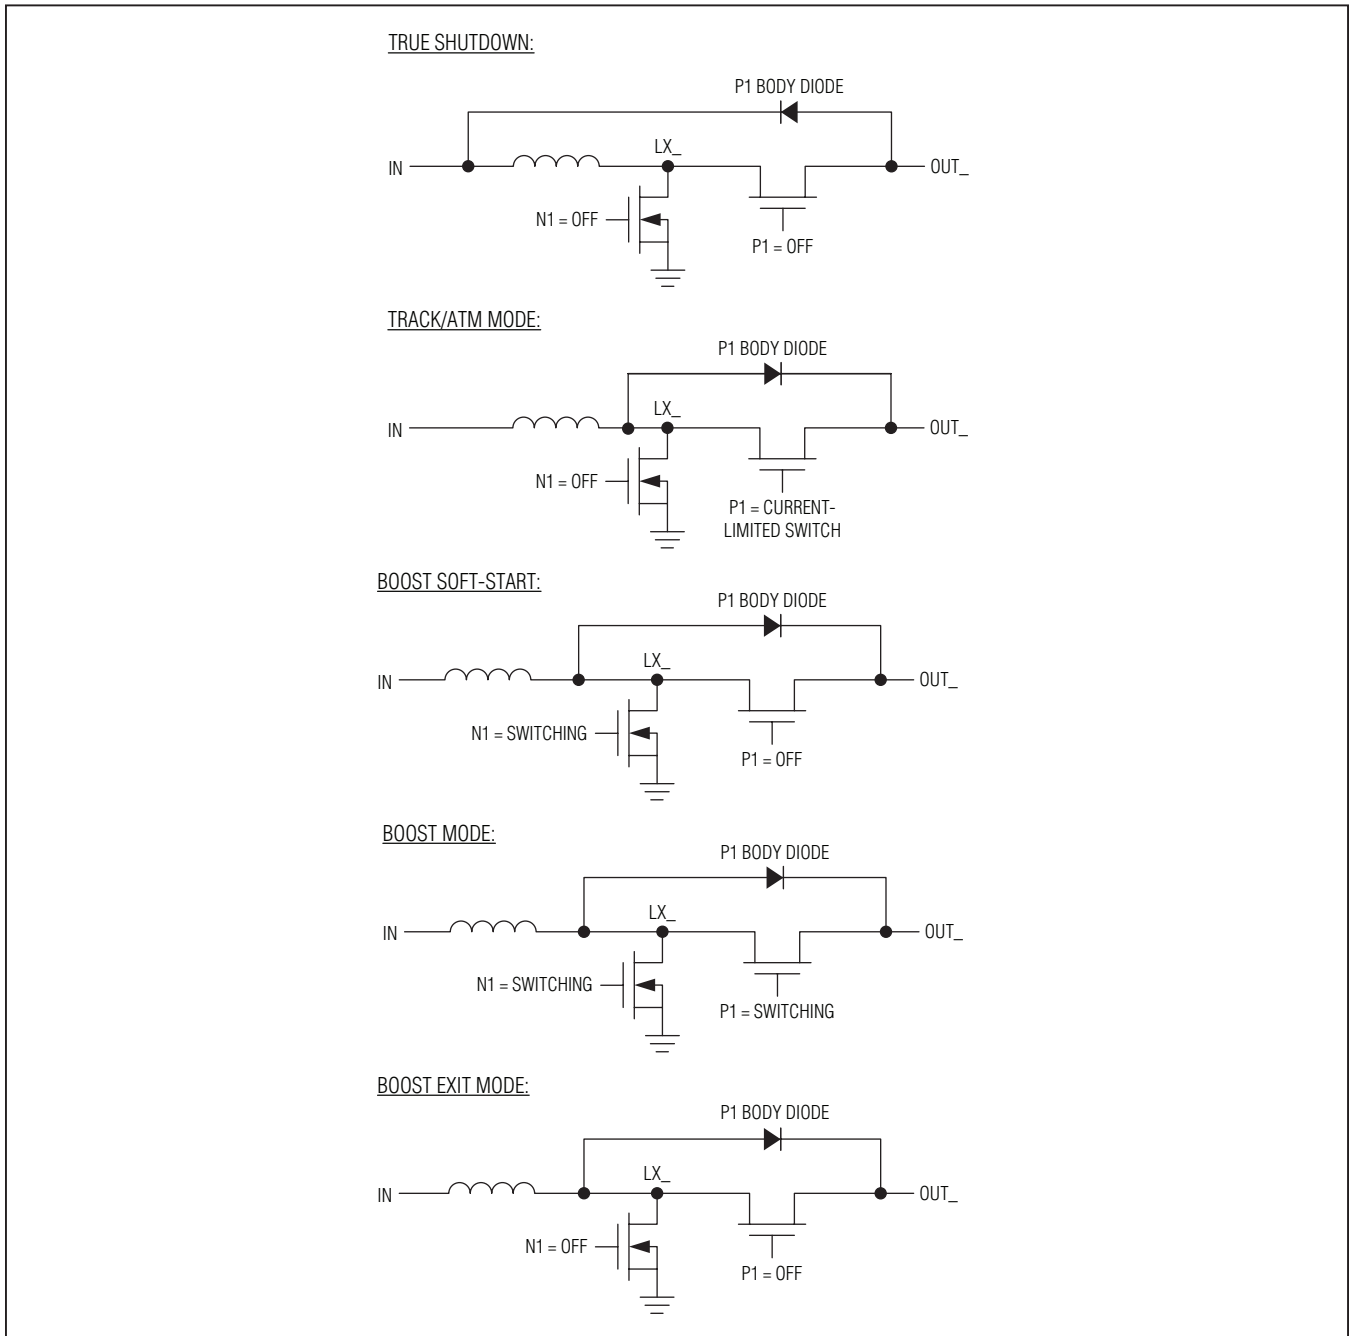 TRUE SHUTDOWN:
P1 BODY DIODE
LX_
IN
OUT_
N1 = OFF
P1 = OFF
TRACK/ATM MODE:
P1 BODY DIODE
LX_
IN
OUT_
N1 = OFF
P1 = CURRENT-
LIMITED SWITCH
BOOST SOFT-START:
P1 BODY DIODE
LX_
IN
OUT_
N1 = SWITCHING
P1 = OFF
BOOST MODE:
P1 BODY DIODE
LX_
IN
OUT_
N1 = SWITCHING
P1 = SWITCHING
BOOST EXIT MODE:
P1 BODY DIODE
LX_
IN
OUT_
N1 = OFF
P1 = OFF